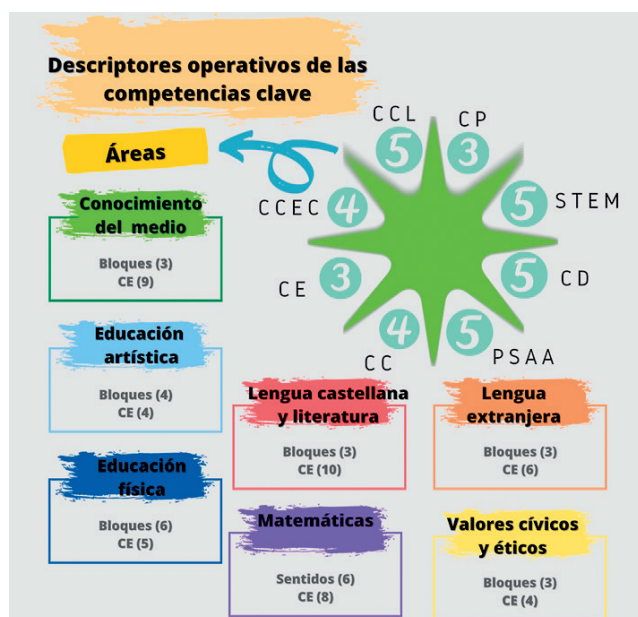 Descriptores operativos de las
competencias clave
Áreas
CCL
5
CP
3
STEM
5
CD
5
PSAA
5
CC
4
CE
3
CCEC
4
Conocimiento
del medio
Bloques (3)
CE (9)
Educación
artística
Bloques (4)
CE (4)
Educación
física
Bloques (6)
CE (5)
Lengua castellana
y literatura
Bloques (3)
CE (10)
Matemáticas
Sentidos (6)
CE (8)
Lengua
extranjera
Bloques (3)
CE (6)
Valores cívicos
y éticos
Bloques (3)
CE (4)